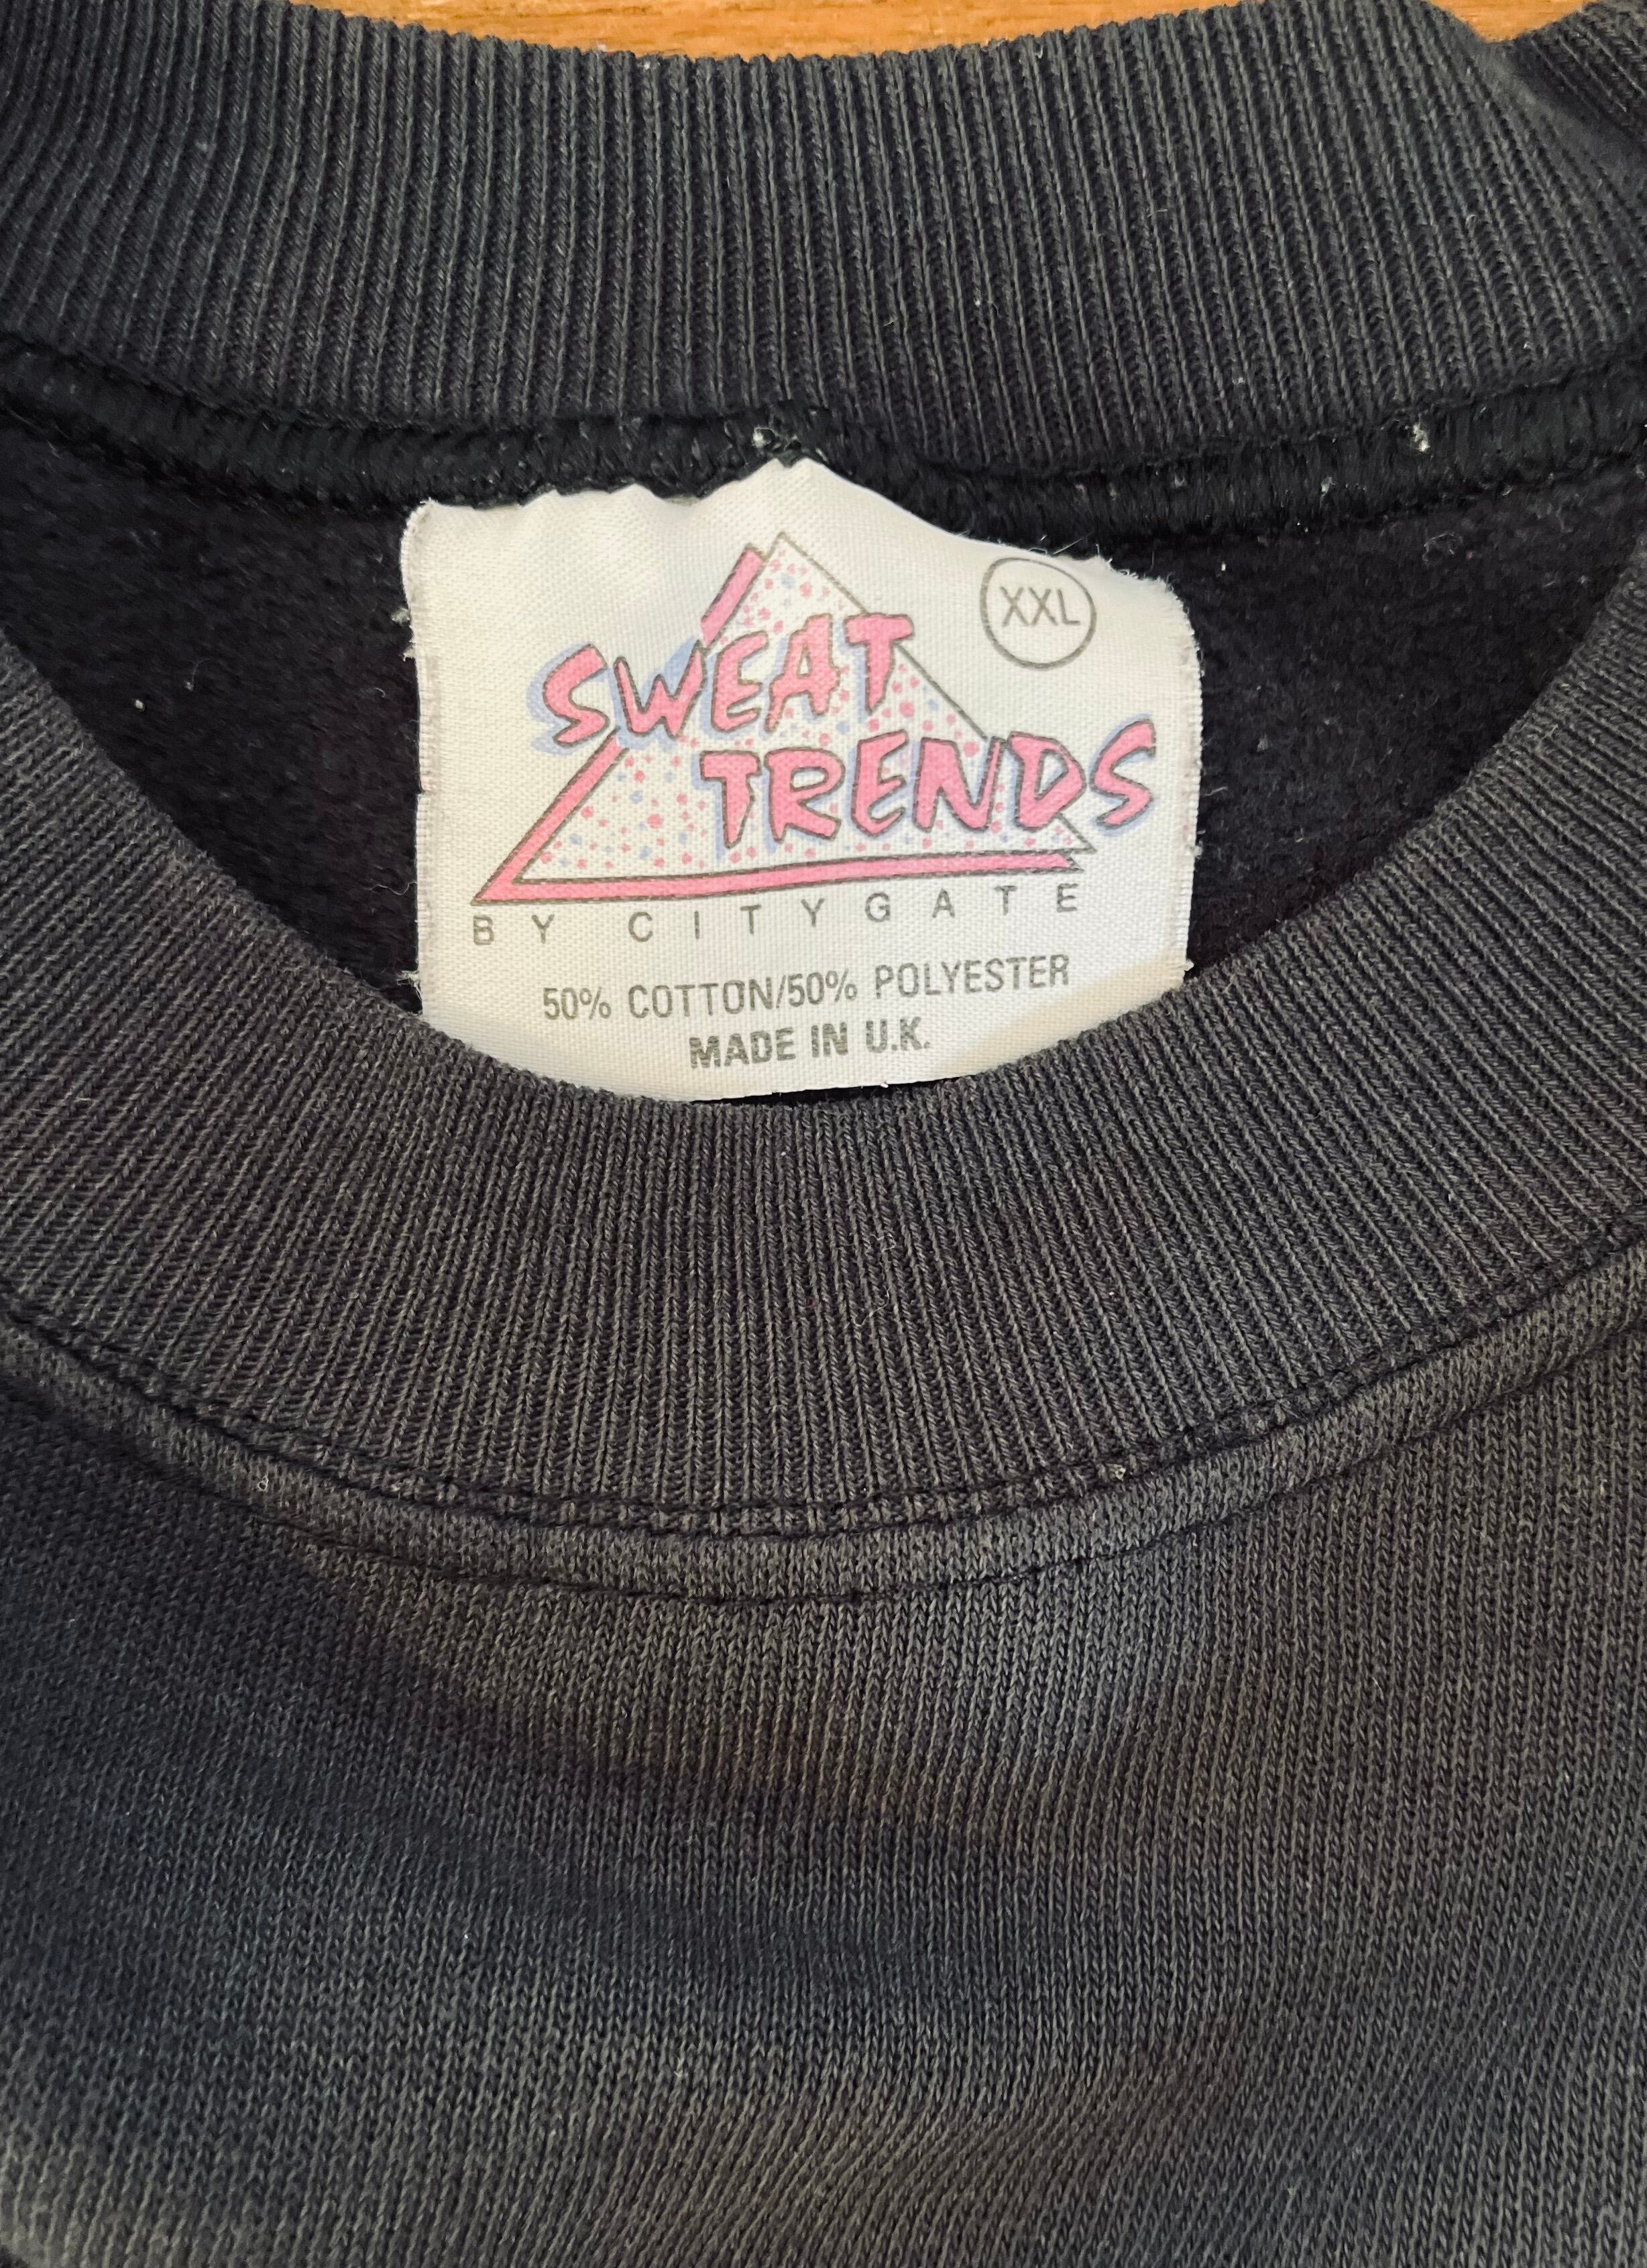 XXL
SWEAT
TRENDS
BY CITYGATE
50% COTTON/50% POLYESTER
MADE IN U.K.